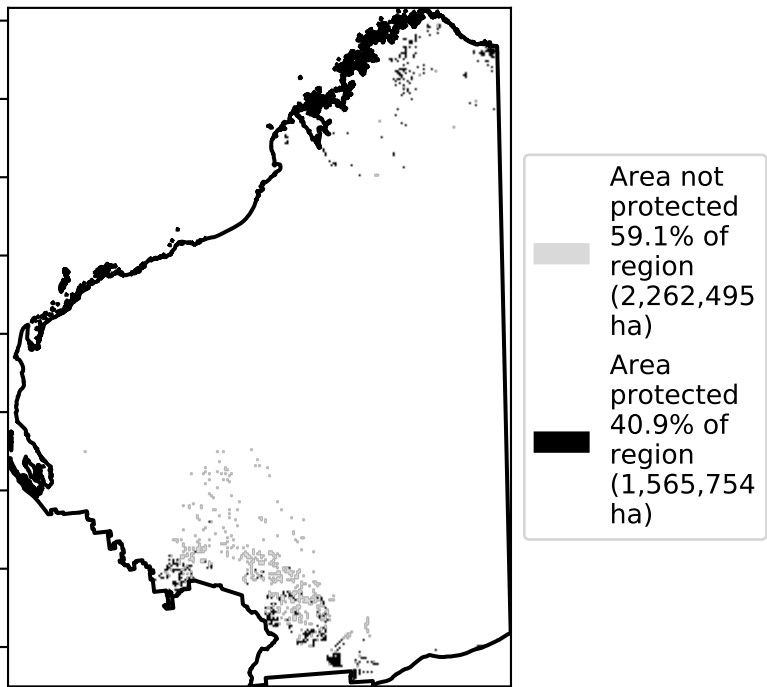 Area not
protected
59.1% of
region
(2,262,495
ha)
Area
protected
40.9% of
region
(1,565,754
ha)